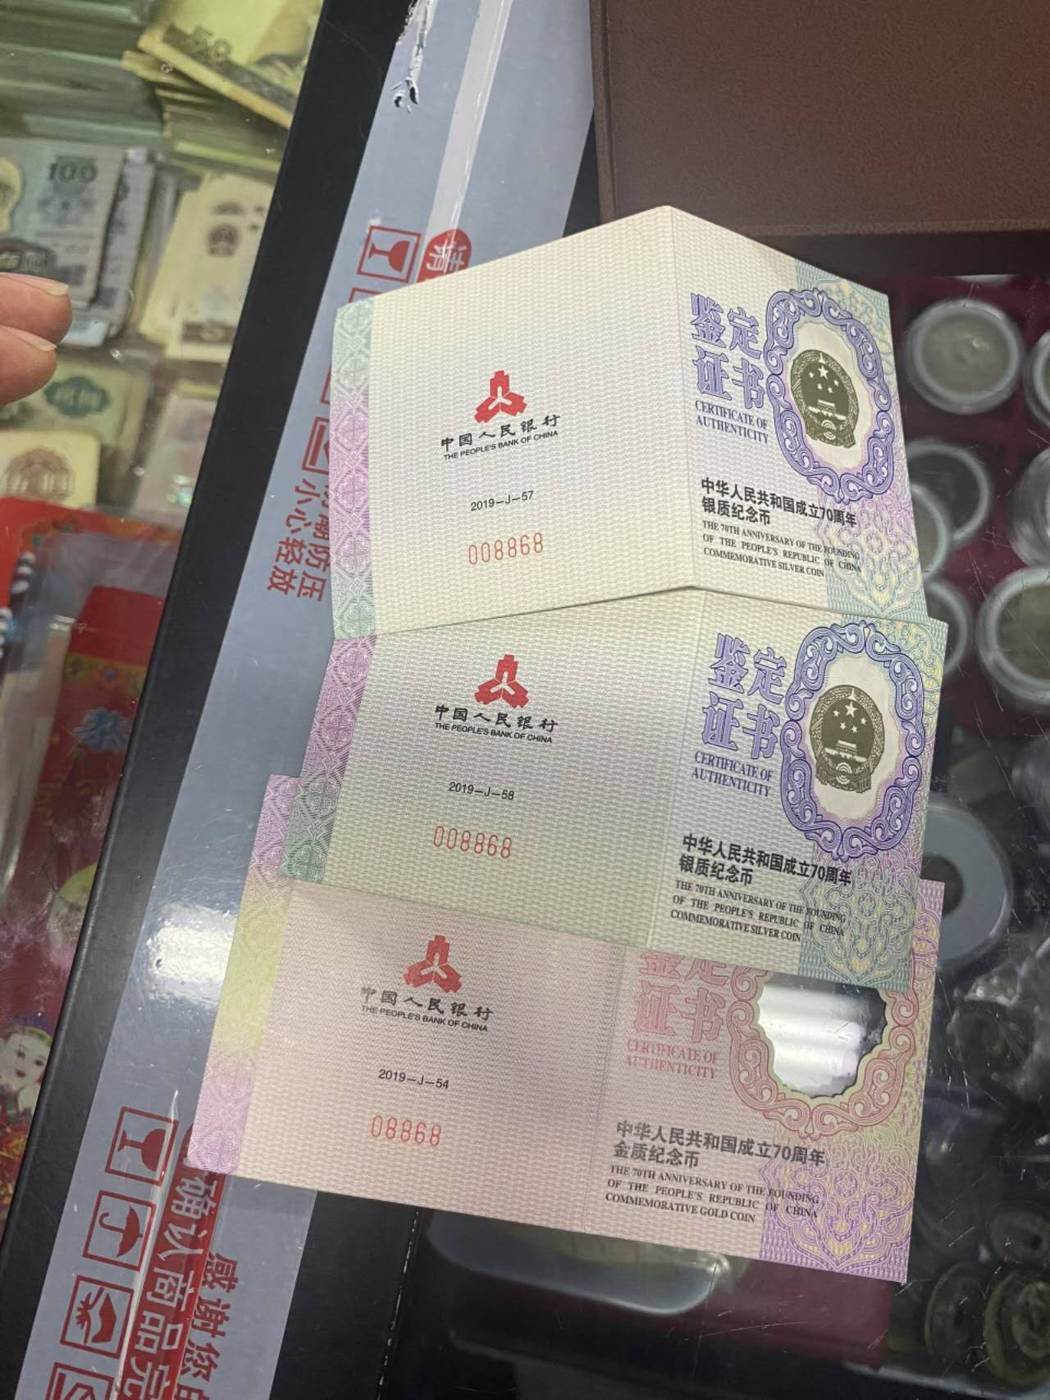 50
100
请
小心轻放
防压
中国人民银行
THE PEOPLE'S BANK OF CHINA
2019-J-57
008868
鉴定
证书
CERTIFICATE OF
AUTHENTICITY
中华人民共和国成立70周年
银质纪念币
THE 70TH ANNIVERSARY OF THE FOUNDING
OF THE PEOPLE'S REPUBLIC OF CHINA
COMMEMORATIVE SILVER COIN
中国人民银行
THE PEOPLE'S BANK OF CHINA
2019-J-58
008868
鉴定
证书
CERTIFICATE OF
AUTHENTICITY
中华人民共和国成立70周年
银质纪念币
THE 70TH ANNIVERSARY OF THE FOUNDING
OF THE PEOPLE'S REPUBLIC OF CHINA
COMMEMORATIVE SILVER COIN
中国人民银行
THE PEOPLE'S BANK OF CHINA
2019-J-54
08868
鉴定
证书
CERTIFICATE OF
AUTHENTICITY
中华人民共和国成立70周年
金质纪念币
THE 70TH ANNIVERSARY OF THE FOUNDING
OF THE PEOPLE'S REPUBLIC OF CHINA
COMMEMORATIVE GOLD COIN
确认商品完
感谢您
恭